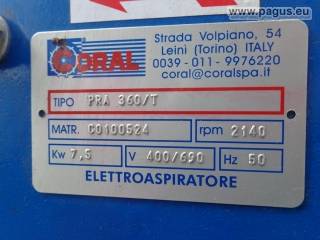 www.pagus.eu
CORAL
Strada Volpiano, 54
Leinì (Torino) ITALY
0039 - 011 - 9976220
coral@coralspa.it
TIPO PRA 360/T
MATR. C0100524 rpm 2140
Kw 7,5 V 400/690 Hz 50
ELETTROASPIRATORE